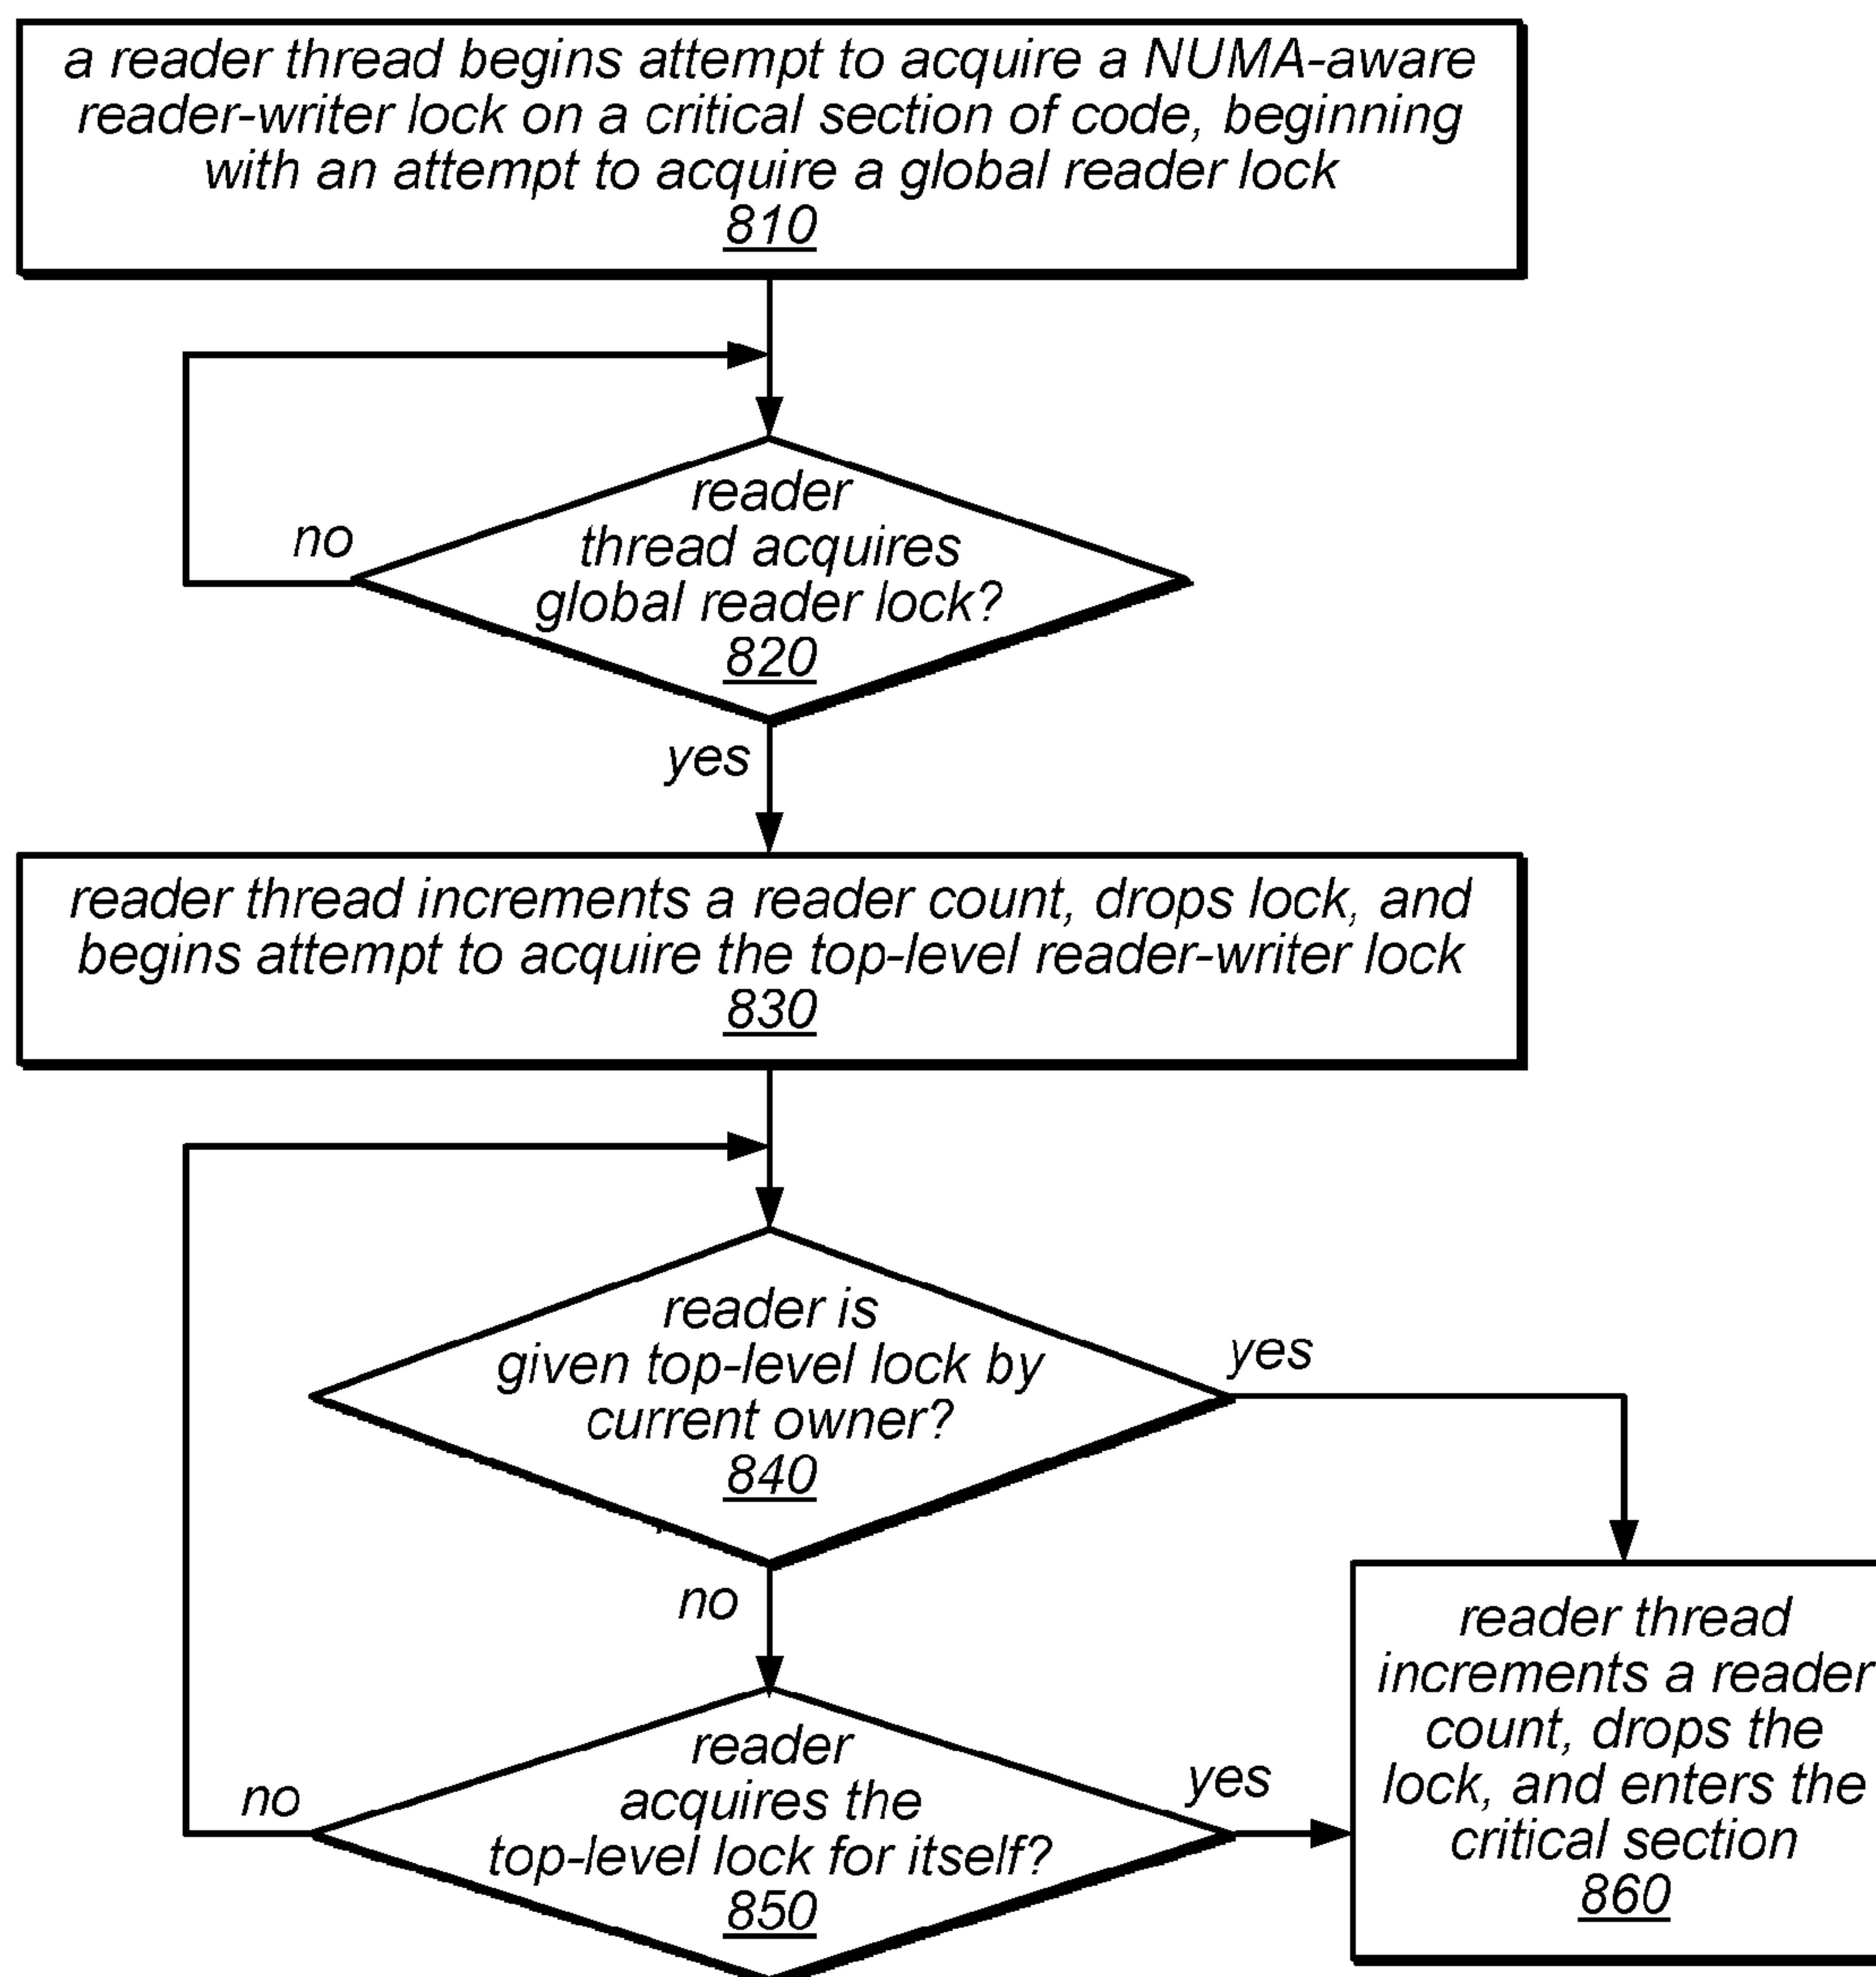 a reader thread begins attempt to acquire a NUMA-aware
reader-writer lock on a critical section of code, beginning
with an attempt to acquire a global reader lock
810
reader
thread acquires
global reader lock?
820
no
yes
reader thread increments a reader count, drops lock, and
begins attempt to acquire the top-level reader-writer lock
830
reader is
given top-level lock by
current owner?
840
yes
no
reader
acquires the
top-level lock for itself?
850
no
yes
reader thread
increments a reader
count, drops the
lock, and enters the
critical section
860